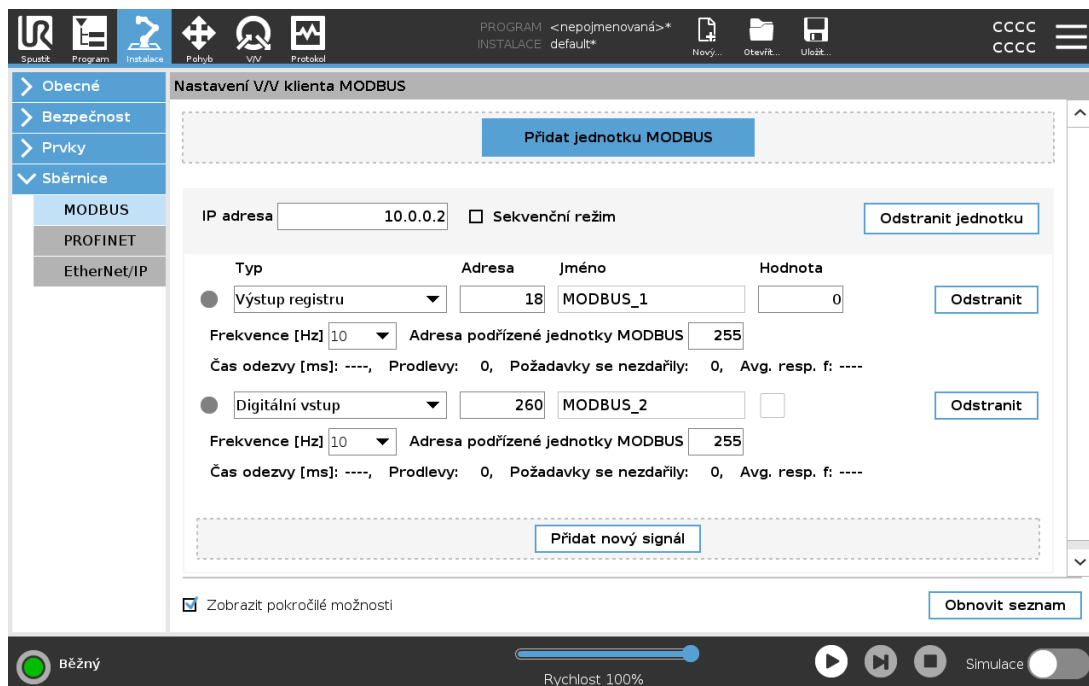 PROGRAM <nepojmenovaná>*
INSTALACE default*
CCCC
CCCC
Spustit Program Instalace Pohyb V/V Protokol Nový... Otevřít... Uložit...
Obecné
Bezpečnost
Prvky
Sběrnice
MODBUS
PROFINET
EtherNet/IP
Nastavení V/V klienta MODBUS
Přidat jednotku MODBUS
IP adresa 10.0.0.2 Sekvenční režim Odstranit jednotku
Typ Adresa Jméno Hodnota
Výstup registru 18 MODBUS_1 0 Odstranit
Frekvence [Hz] 10 Adresa podřízené jednotky MODBUS 255
Čas odezvy [ms]: ----, Prodlevy: 0, Požadavky se nezdařily: 0, Avg. resp. f: ----
Digitální vstup 260 MODBUS_2 Odstranit
Frekvence [Hz] 10 Adresa podřízené jednotky MODBUS 255
Čas odezvy [ms]: ----, Prodlevy: 0, Požadavky se nezdařily: 0, Avg. resp. f: ----
Přidat nový signál
Zobrazit pokročilé možnosti Obnovit seznam
Běžný
Rychlost 100%
Simulace